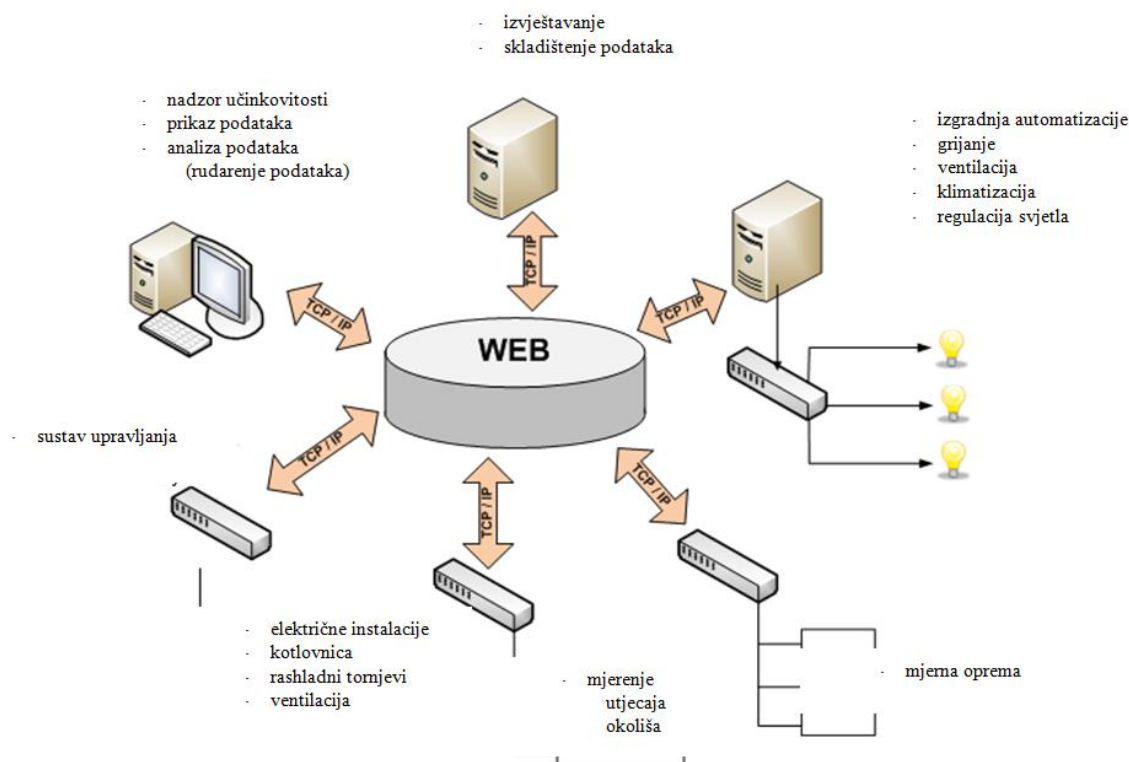 - izvještavanje
- skladištenje podataka
- nadzor učinkovitosti
- prikaz podataka
- analiza podataka
(rudarenje podataka)
- izgradnja automatizacije
- grijanje
- ventilacija
- klimatizacija
- regulacija svjetla
TCP / IP
TCP / IP
TCP / IP
WEB
- sustav upravljanja
TCP / IP
TCP / IP
TCP / IP
- električne instalacije
- kotlovnica
- rashladni tornjevi
- ventilacija
- mjerenje
utjecaja
okoliša
- mjerna oprema